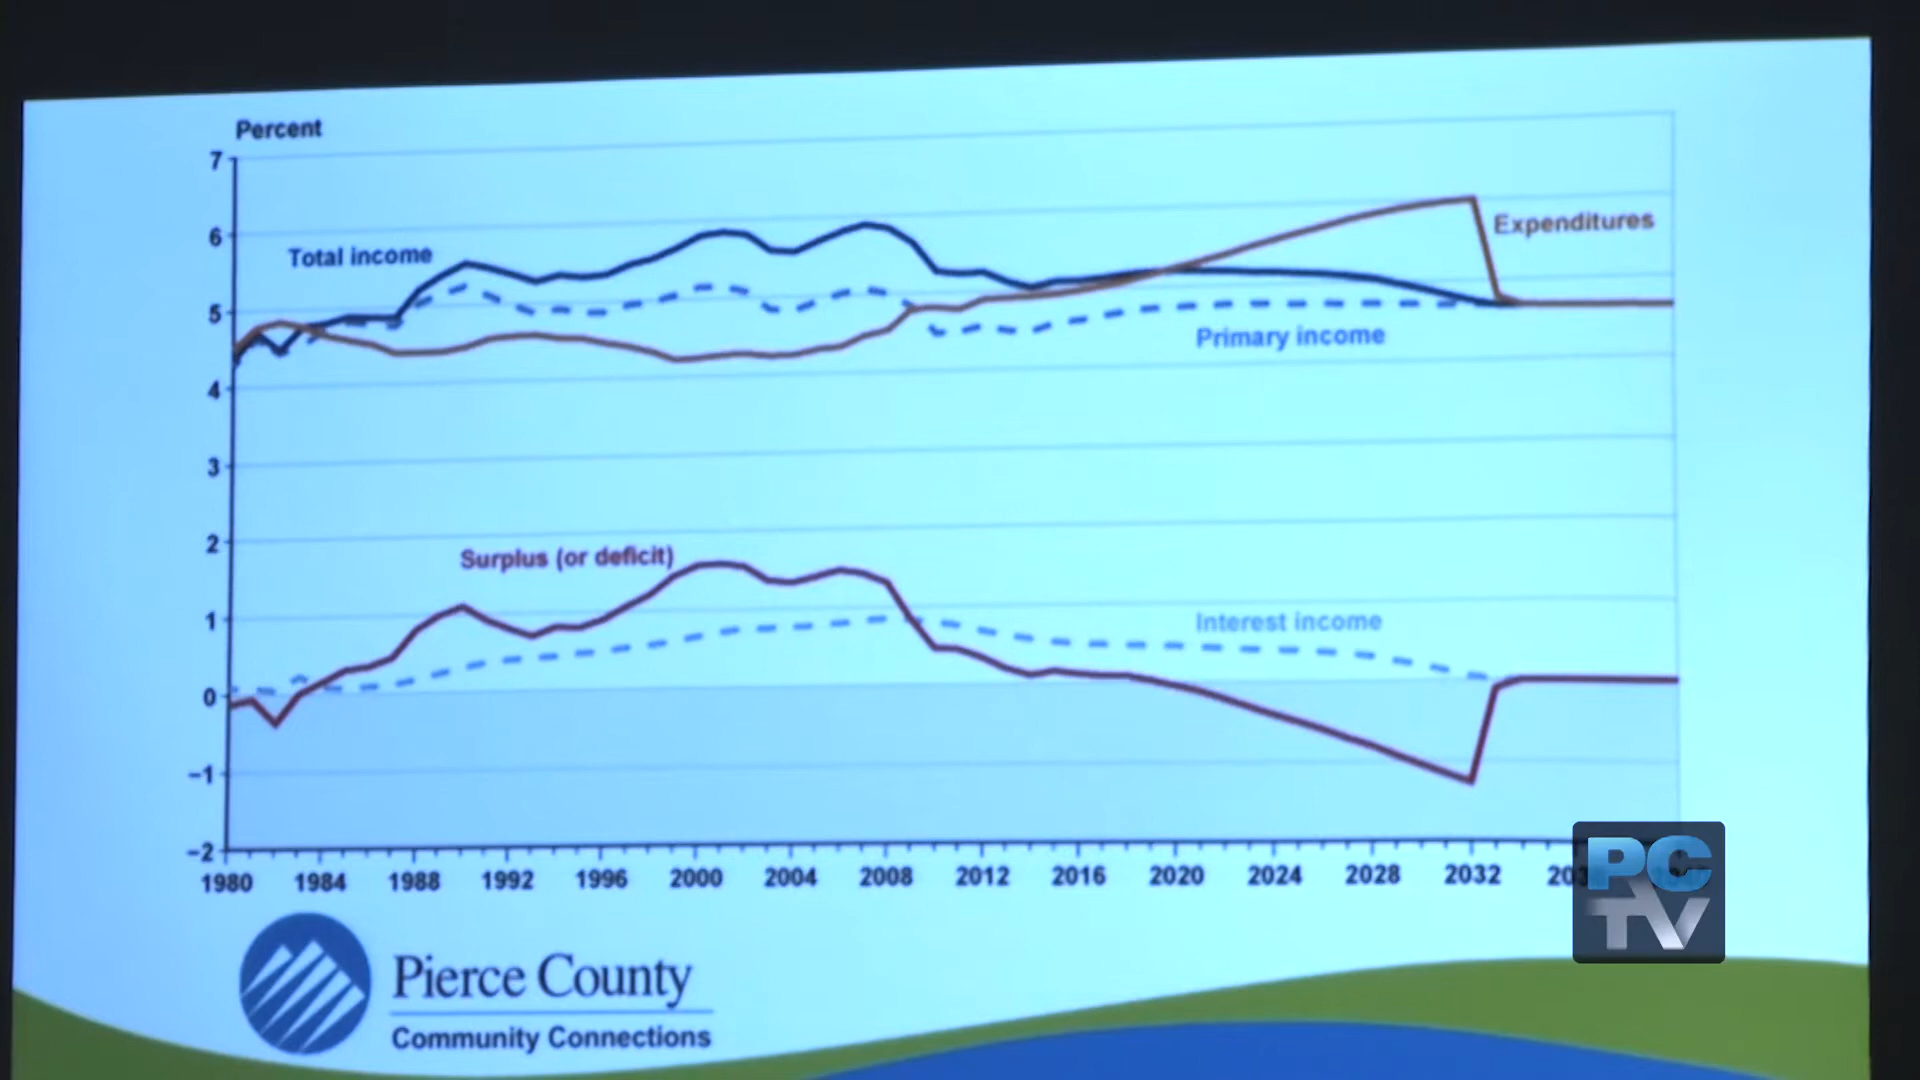 Percent
7
6
5
4
3
2
1
0
−1
−2
Total income
Expenditures
Primary income
Surplus (or deficit)
Interest income
1980 1984 1988 1992 1996 2000 2004 2008 2012 2016 2020 2024 2028 2032
PC
TV
Pierce County
Community Connections